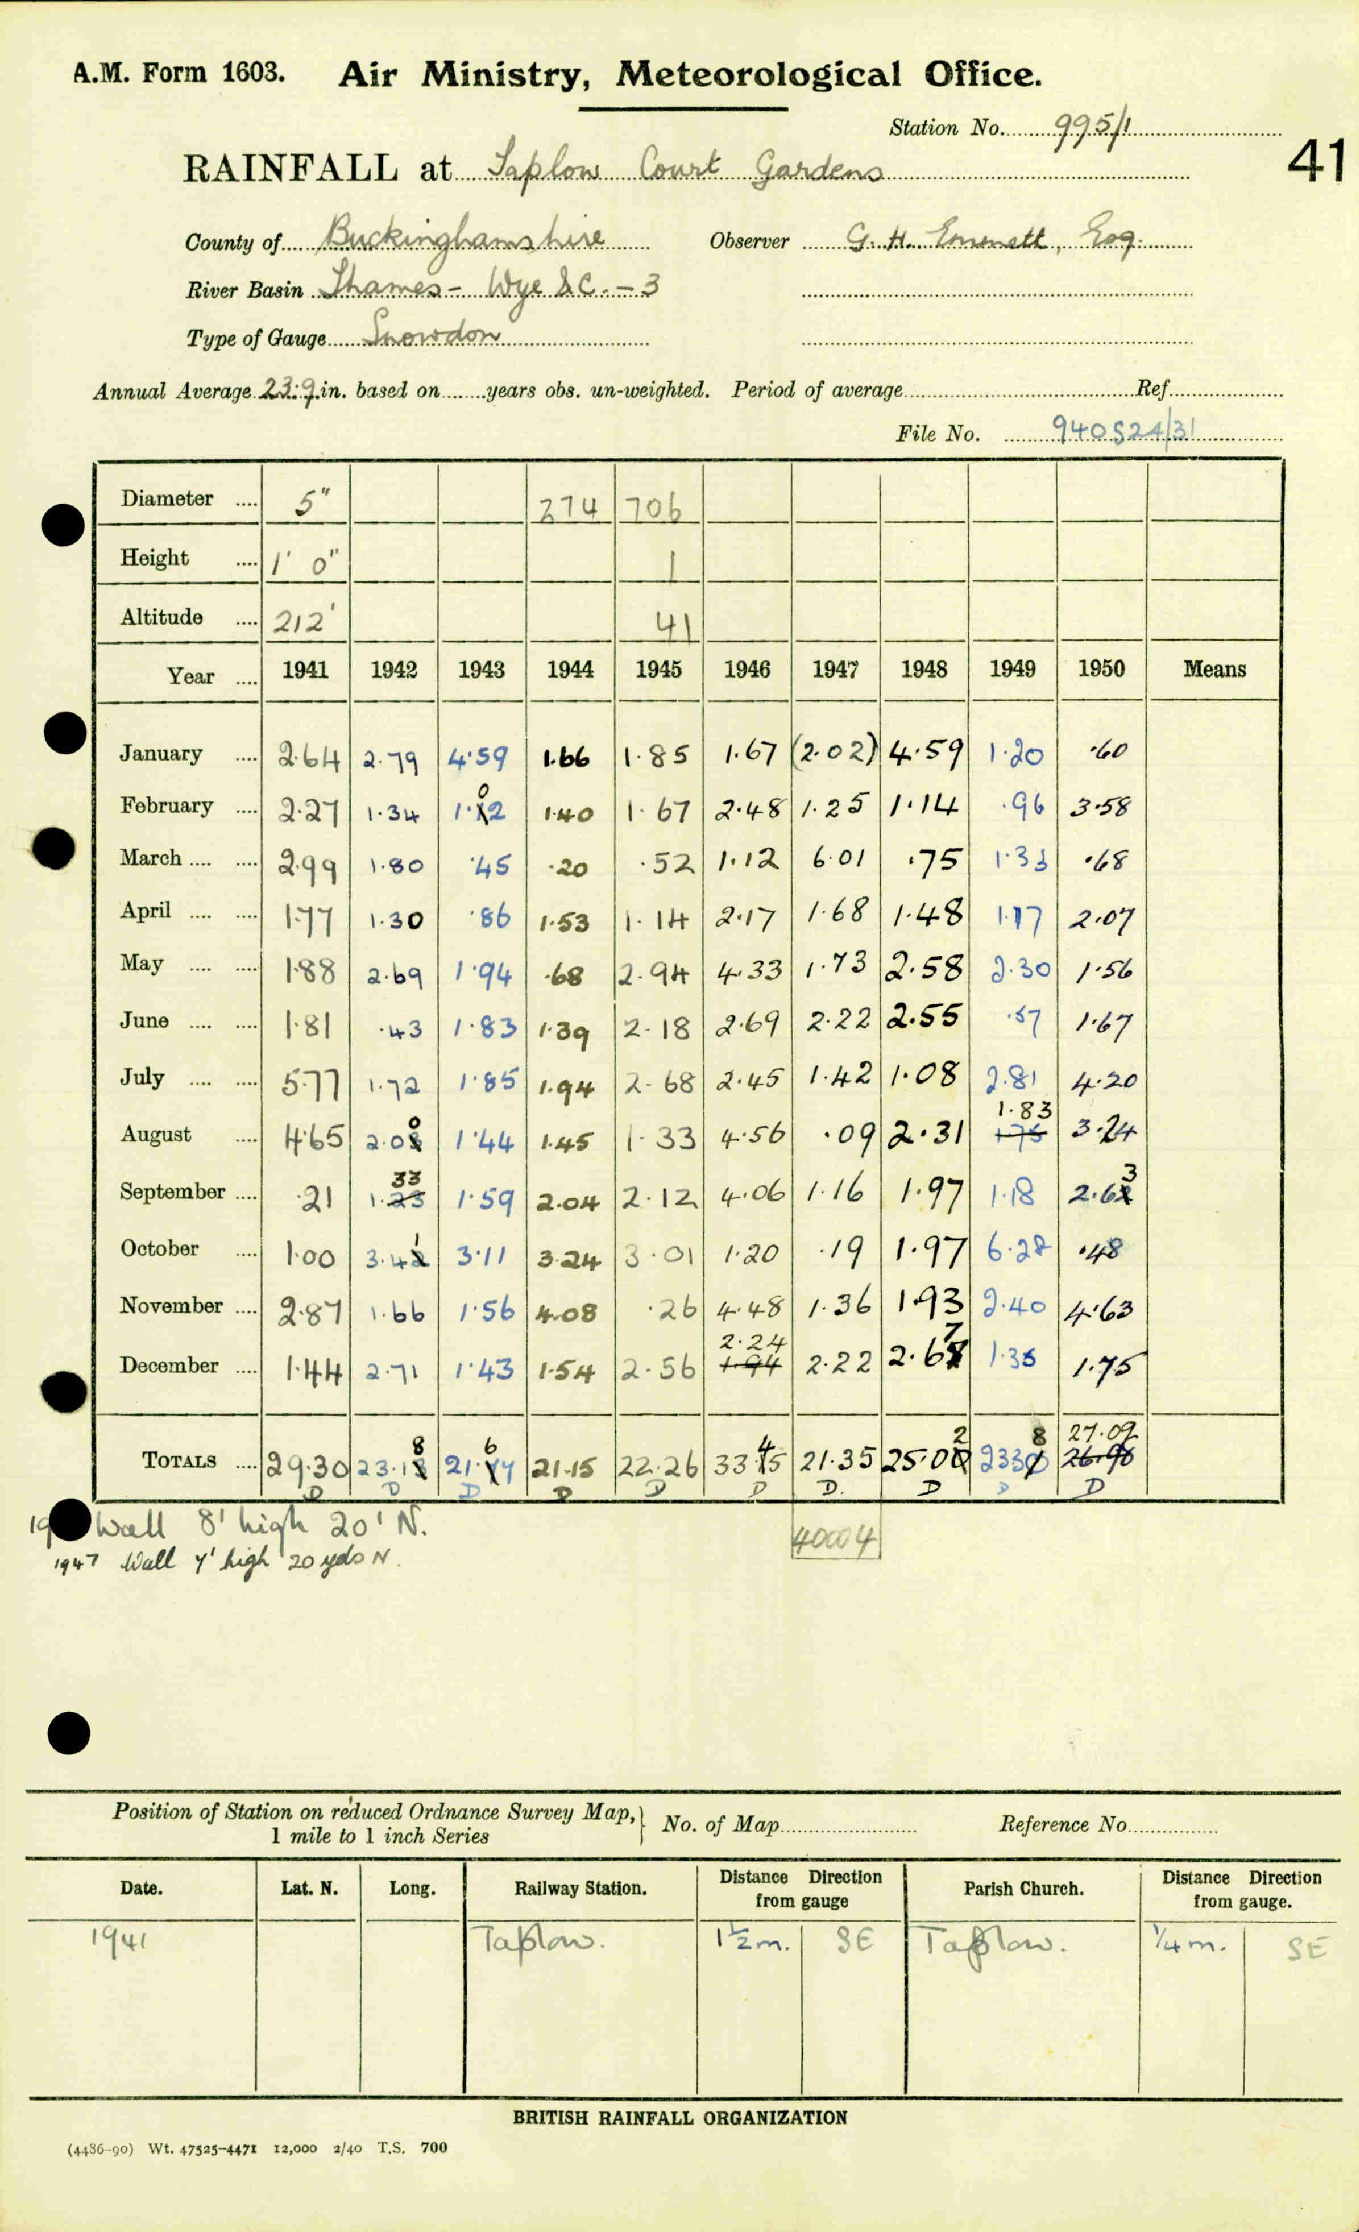 A.M. Form 1603. Air Ministry, Meteorological Office.
Station No. 995/1
41
RAINFALL at Taplow Court Gardens
County of Buckinghamshire Observer G. H. Emmett, Esq.
River Basin Thames - Wye &c. - 3
Type of Gauge Snowdon
Annual Average 23.9 in. based on years obs. un-weighted. Period of average Ref.
File No. 940524/31
Diameter 5" 274 706
Height 1' 0" 1
Altitude 212' 41
Year 1941 1942 1943 1944 1945 1946 1947 1948 1949 1950 Means
January 2.64 2.79 4.59 1.66 1.85 1.67 (2.02) 4.59 1.20 .60
February 2.27 1.34 1.02 1.40 1.67 2.48 1.25 1.14 .96 3.58
March 2.99 1.80 .45 .20 .52 1.12 6.01 .75 1.33 .68
April 1.77 1.30 .86 1.53 1.14 2.17 1.68 1.48 1.17 2.07
May 1.88 2.69 1.94 .68 2.94 4.33 1.73 2.58 2.30 1.56
June 1.81 .43 1.83 1.39 2.18 2.69 2.22 2.55 .57 1.67
July 5.77 1.72 1.85 1.94 2.68 2.45 1.42 1.08 2.81 4.20
August 4.65 2.00 1.44 1.45 1.33 4.56 .09 2.31 1.83 1.75 3.24
September .21 1.33 1.23 1.59 2.04 2.12 4.06 1.16 1.97 1.18 2.63
October 1.00 3.41 3.11 3.24 3.01 1.20 .19 1.97 6.28 .48
November 2.87 1.66 1.56 4.08 .26 4.48 1.36 1.93 2.40 4.63
December 1.44 2.71 1.43 1.54 2.56 2.24 1.94 2.22 2.67 1.35 1.75
TOTALS 29.30 23.18 21.67 21.15 22.26 33.45 21.35 25.02 23.38 27.09 26.98
D D D D D D D. D D D
Wall 8' high 20' N.
40004
1947 Wall 7' high 20 yds N.
Position of Station on reduced Ordnance Survey Map, 1 mile to 1 inch Series No. of Map Reference No.
Date. Lat. N. Long. Railway Station. Distance Direction from gauge Parish Church. Distance Direction from gauge.
1941 Taplow. 1½ m. SE Taplow. ¼ m. SE
BRITISH RAINFALL ORGANIZATION
(4486-90) Wt. 47525-4471 12,000 2/40 T.S. 700